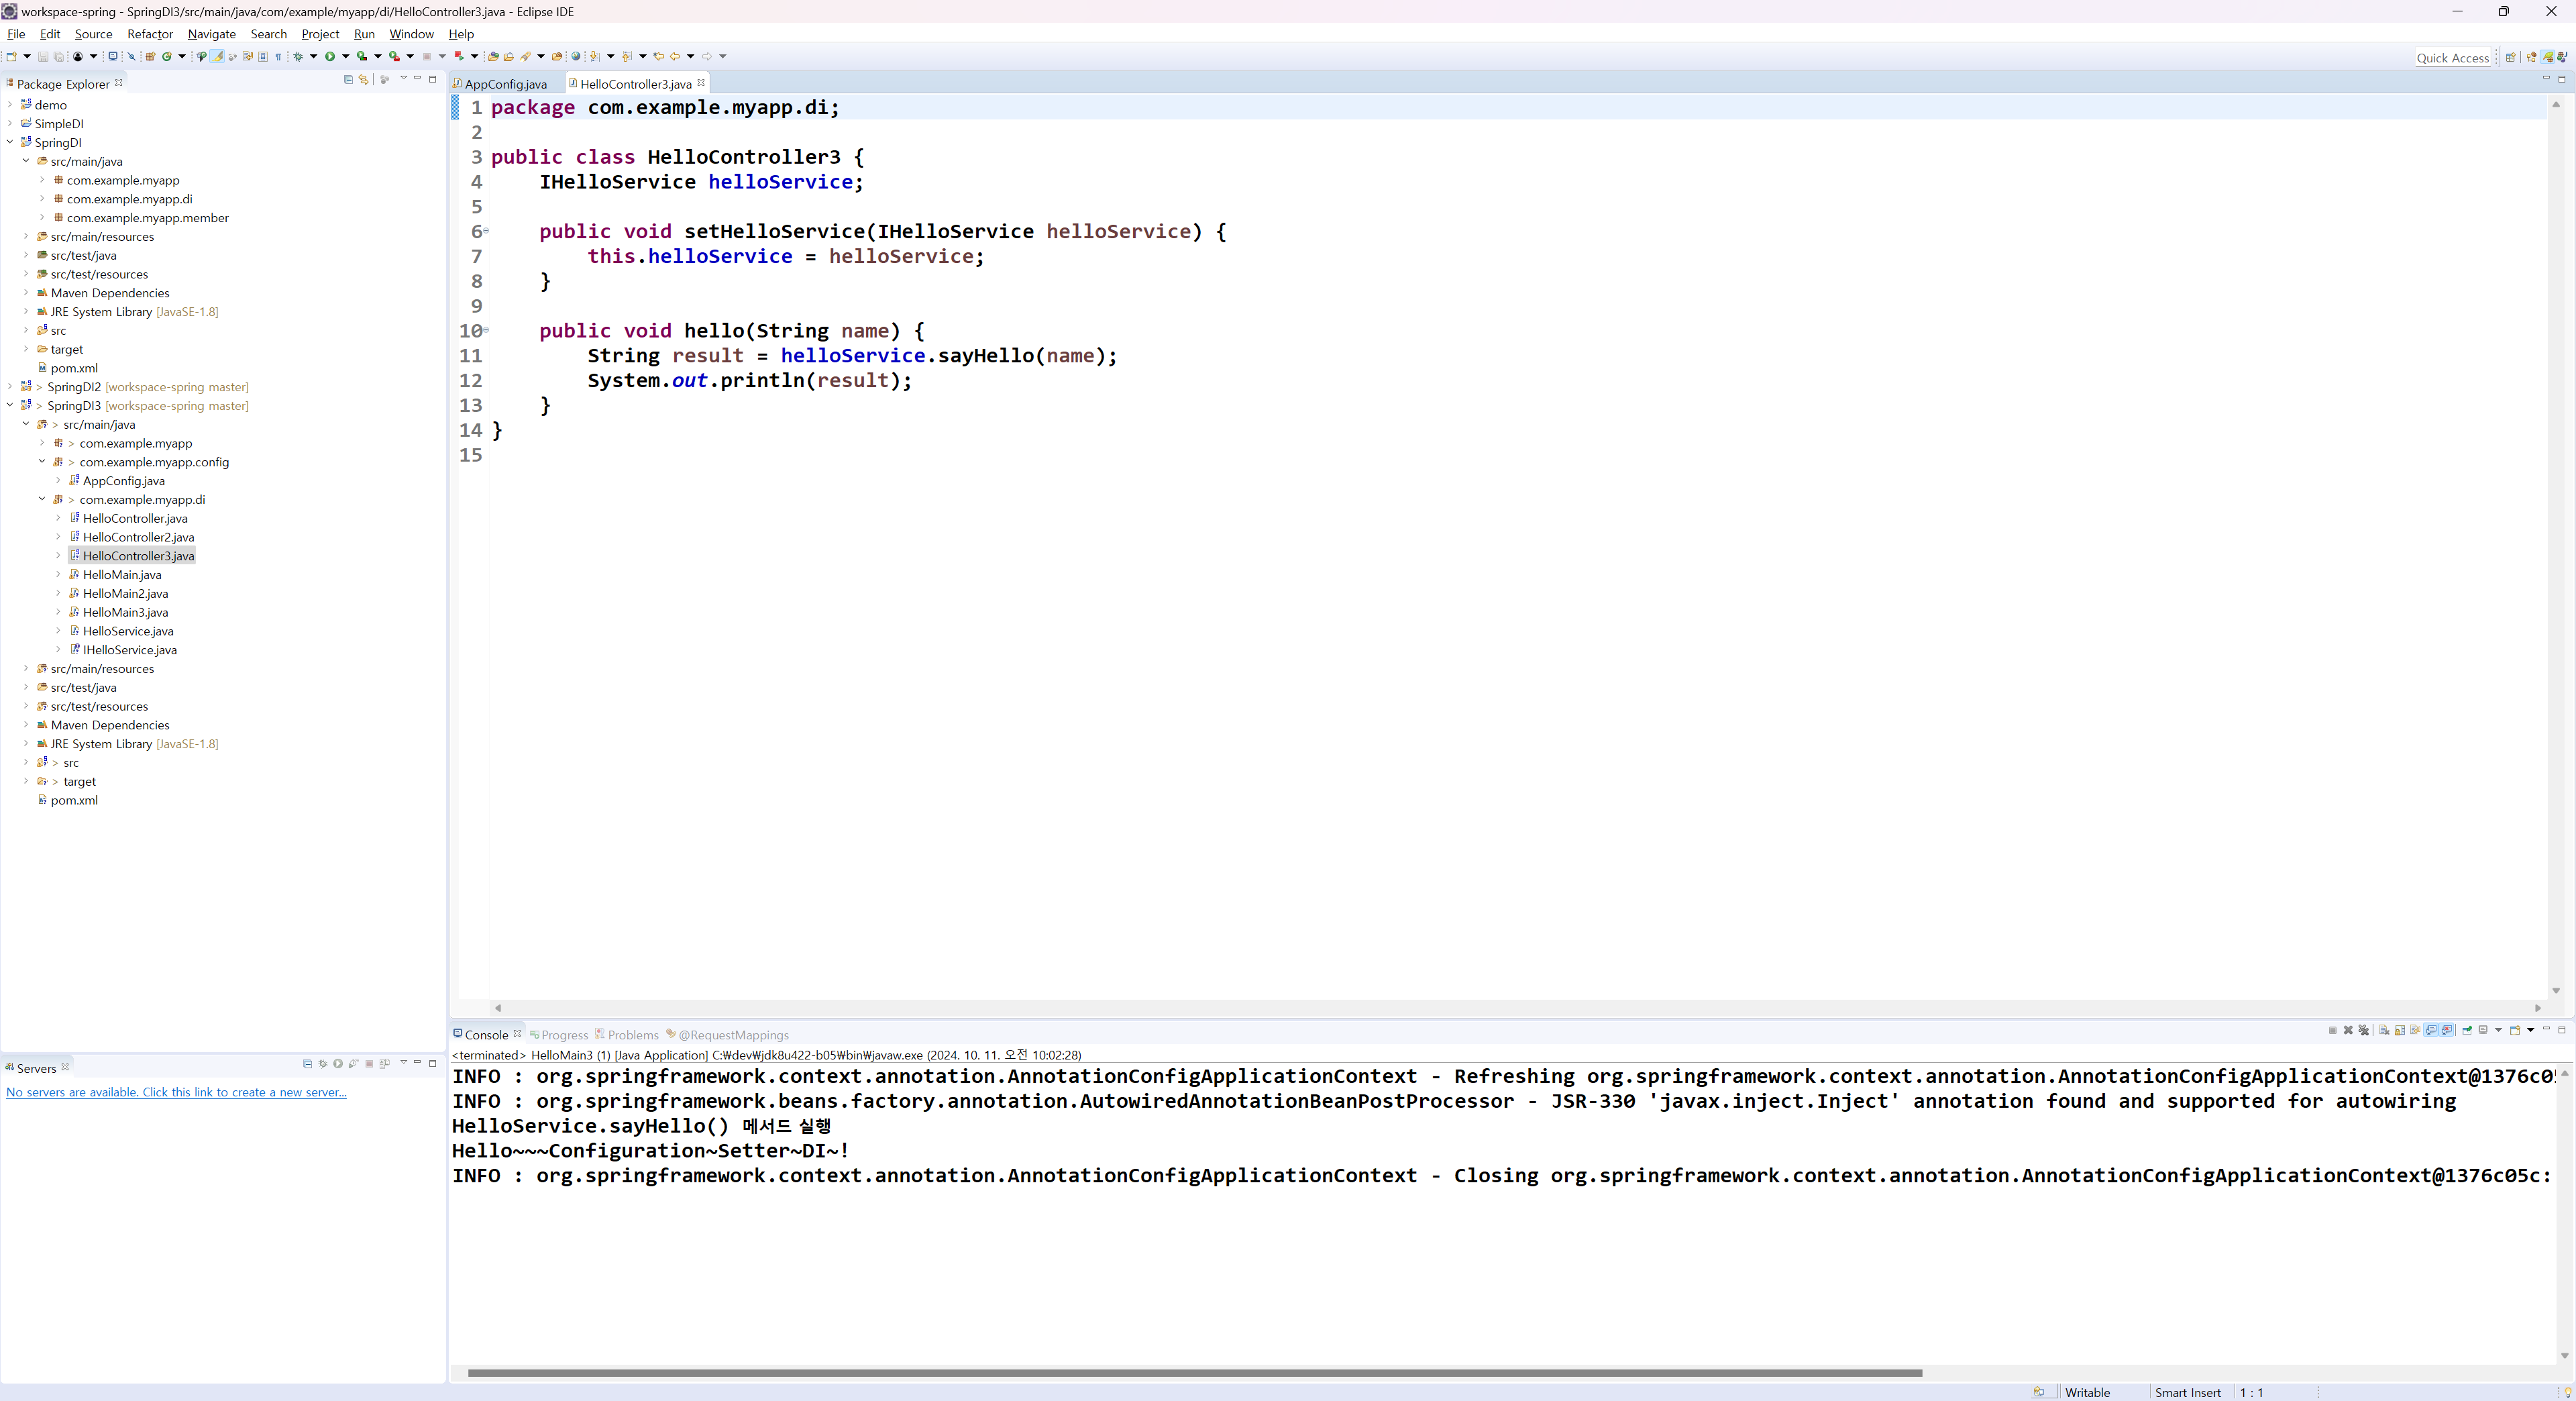 workspace-spring - SpringDI3/src/main/java/com/example/myapp/di/HelloController3.java - Eclipse IDE
File Edit Source Refactor Navigate Search Project Run Window Help
Quick Access
Package Explorer
demo
SimpleDI
SpringDI
src/main/java
com.example.myapp
com.example.myapp.di
com.example.myapp.member
src/main/resources
src/test/java
src/test/resources
Maven Dependencies
JRE System Library [JavaSE-1.8]
src
target
pom.xml
> SpringDI2 [workspace-spring master]
> SpringDI3 [workspace-spring master]
> src/main/java
> com.example.myapp
> com.example.myapp.config
AppConfig.java
> com.example.myapp.di
HelloController.java
HelloController2.java
HelloController3.java
HelloMain.java
HelloMain2.java
HelloMain3.java
HelloService.java
IHelloService.java
src/main/resources
src/test/java
src/test/resources
Maven Dependencies
JRE System Library [JavaSE-1.8]
> src
> target
pom.xml
Servers
No servers are available. Click this link to create a new server...
AppConfig.java HelloController3.java
1 package com.example.myapp.di;
2
3 public class HelloController3 {
4 IHelloService helloService;
5
6 public void setHelloService(IHelloService helloService) {
7 this.helloService = helloService;
8 }
9
10 public void hello(String name) {
11 String result = helloService.sayHello(name);
12 System.out.println(result);
13 }
14 }
15
Console Progress Problems @RequestMappings
<terminated> HelloMain3 (1) [Java Application] C:₩dev₩jdk8u422-b05₩bin₩javaw.exe (2024. 10. 11. 오전 10:02:28)
INFO : org.springframework.context.annotation.AnnotationConfigApplicationContext - Refreshing org.springframework.context.annotation.AnnotationConfigApplicationContext@1376c05
INFO : org.springframework.beans.factory.annotation.AutowiredAnnotationBeanPostProcessor - JSR-330 'javax.inject.Inject' annotation found and supported for autowiring
HelloService.sayHello() 메서드 실행
Hello~~~Configuration~Setter~DI~!
INFO : org.springframework.context.annotation.AnnotationConfigApplicationContext - Closing org.springframework.context.annotation.AnnotationConfigApplicationContext@1376c05c:
Writable Smart Insert 1 : 1